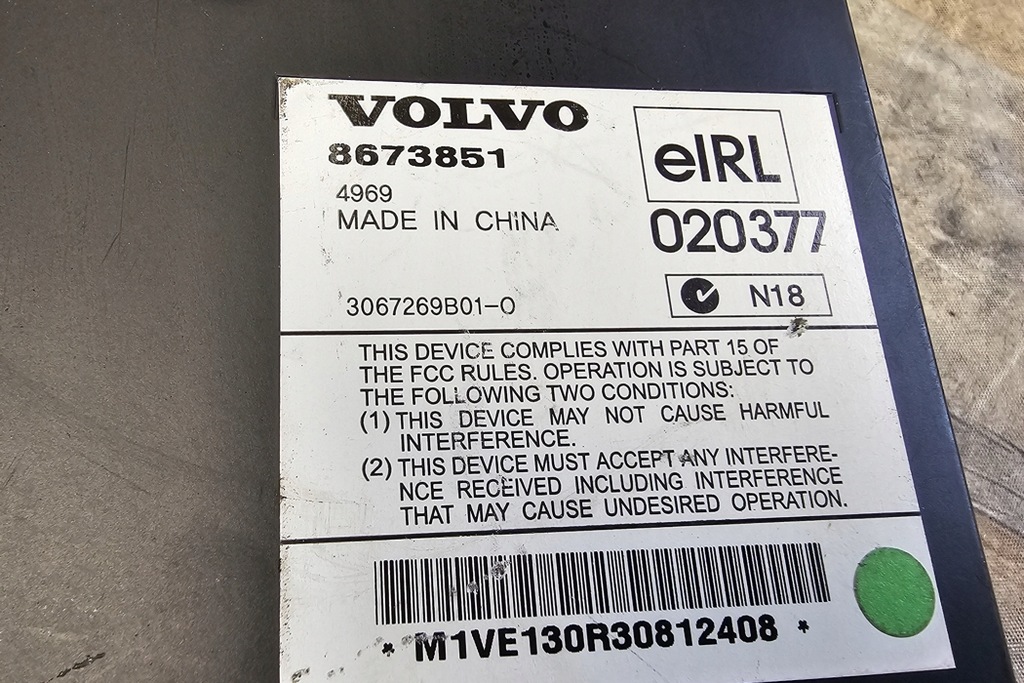 VOLVO
8673851
4969
MADE IN CHINA
3067269B01-0
eIRL
020377
N18
THIS DEVICE COMPLIES WITH PART 15 OF
THE FCC RULES. OPERATION IS SUBJECT TO
THE FOLLOWING TWO CONDITIONS:
(1) THIS DEVICE MAY NOT CAUSE HARMFUL
INTERFERENCE.
(2) THIS DEVICE MUST ACCEPT ANY INTERFERE-
NCE RECEIVED INCLUDING INTERFERENCE
THAT MAY CAUSE UNDESIRED OPERATION.
* M1VE130R30812408 *